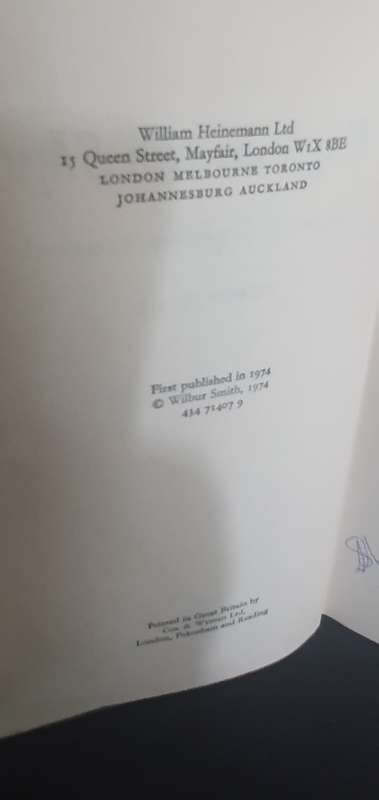 William Heinemann Ltd
15 Queen Street, Mayfair, London W1X 8BE
LONDON MELBOURNE TORONTO
JOHANNESBURG AUCKLAND
First published in 1974
© Wilbur Smith, 1974
434 71407 9
Printed in Great Britain by
Cox & Wyman Ltd,
London, Fakenham and Reading